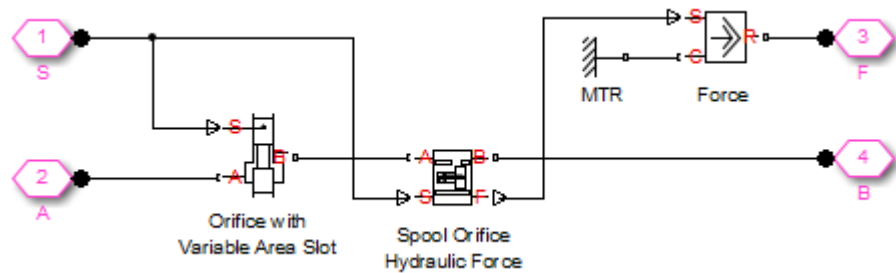 1
S
2
A
S
A
B
Orifice with
Variable Area Slot
A
B
S
F
Spool Orifice
Hydraulic Force
MTR
S
C
R
Force
3
F
4
B